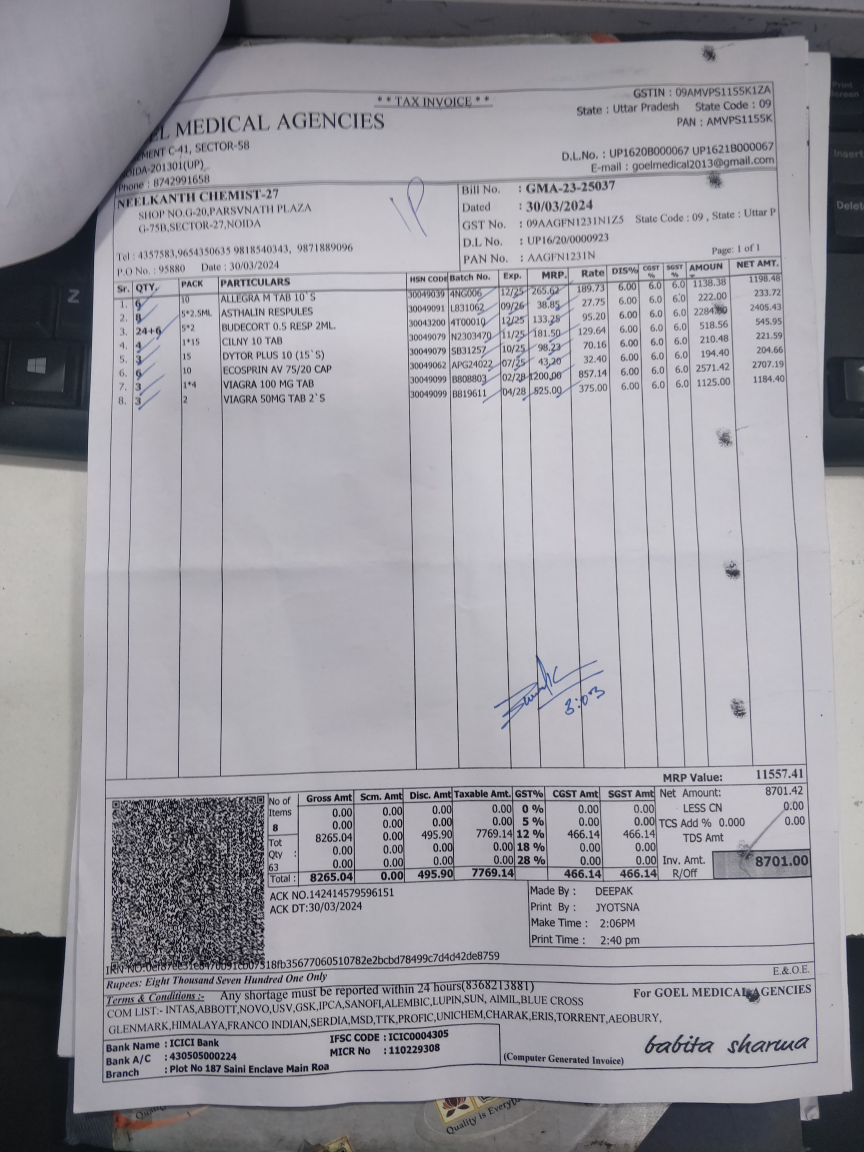 * * TAX INVOICE * *
GSTIN : 09AMVPS1155K1ZA
State : Uttar Pradesh State Code : 09
PAN : AMVPS1155K
EL MEDICAL AGENCIES
MENT C-41, SECTOR-58
IDA-201301(UP)
Phone : 8742991658
D.L.No. : UP1620B000067 UP1621B000067
E-mail : goelmedical2013@gmail.com
NEELKANTH CHEMIST-27
SHOP NO.G-20,PARSVNATH PLAZA
G-75B,SECTOR-27,NOIDA
Tel : 4357583,9654350635 9818540343, 9871889096
P.O No. : 95880 Date : 30/03/2024
Bill No. : GMA-23-25037
Dated : 30/03/2024
GST No. : 09AAGFN1231N1Z5 State Code : 09 , State : Uttar P
D.L No. : UP16/20/0000923
PAN No. : AAGFN1231N
Page: 1 of 1
Sr. QTY. PACK PARTICULARS HSN CODE Batch No. Exp. MRP. Rate DIS% CGST % SGST % AMOUN NET AMT.
1. 6 10 ALLEGRA M TAB 10`S 30049039 4NG006 12/25 265.62 189.73 6.00 6.0 6.0 1138.38 1198.48
2. 8 5*2.5ML ASTHALIN RESPULES 30049091 L831062 09/26 38.85 27.75 6.00 6.0 6.0 222.00 233.72
3. 24+6 5*2 BUDECORT 0.5 RESP 2ML. 30043200 4T00010 12/25 133.25 95.20 6.00 6.0 6.0 2284.80 2405.43
4. 4 1*15 CILNY 10 TAB 30049079 N2303470 11/25 181.50 129.64 6.00 6.0 6.0 518.56 545.95
5. 3 15 DYTOR PLUS 10 (15`S) 30049079 SB31257 10/25 98.23 70.16 6.00 6.0 6.0 210.48 221.59
6. 6 10 ECOSPRIN AV 75/20 CAP 30049062 APG24022 07/25 43.20 32.40 6.00 6.0 6.0 194.40 204.66
7. 3 1*4 VIAGRA 100 MG TAB 30049099 B808803 02/28 1200.00 857.14 6.00 6.0 6.0 2571.42 2707.19
8. 3 2 VIAGRA 50MG TAB 2`S 30049099 B819611 04/28 525.00 375.00 6.00 6.0 6.0 1125.00 1184.40
3:03
MRP Value: 11557.41
No of Items 8
Tot Qty : 63
Gross Amt Scm. Amt Disc. Amt Taxable Amt. GST% CGST Amt SGST Amt
0.00 0.00 0.00 0.00 0 % 0.00 0.00
0.00 0.00 0.00 0.00 5 % 0.00 0.00
8265.04 0.00 495.90 7769.14 12 % 466.14 466.14
0.00 0.00 0.00 0.00 18 % 0.00 0.00
0.00 0.00 0.00 0.00 28 % 0.00 0.00
Total : 8265.04 0.00 495.90 7769.14 466.14 466.14
Net Amount: 8701.42
LESS CN 0.00
TCS Add % 0.000 0.00
TDS Amt
Inv. Amt. 8701.00
R/Off
ACK NO.142414579596151
ACK DT:30/03/2024
Made By : DEEPAK
Print By : JYOTSNA
Make Time : 2:06PM
Print Time : 2:40 pm
IRN NO:
Rupees: Eight Thousand Seven Hundred One Only
E.& O.E.
Terms & Conditions :- Any shortage must be reported within 24 hours(8368213881)
COM LIST:- INTAS,ABBOTT,NOVO,USV,GSK,IPCA,SANOFI,ALEMBIC,LUPIN,SUN, AIMIL,BLUE CROSS
GLENMARK,HIMALAYA,FRANCO INDIAN,SERDIA,MSD,TTK,PROFIC,UNICHEM,CHARAK,ERIS,TORRENT,AEOBURY,
For GOEL MEDICAL AGENCIES
Bank Name : ICICI Bank
Bank A/C : 430505000224
Branch : Plot No 187 Saini Enclave Main Roa
IFSC CODE : ICIC0004305
MICR No : 110229308
(Computer Generated Invoice)
babita sharma
Quality is Every
Print Screen
Insert
Delet
Z